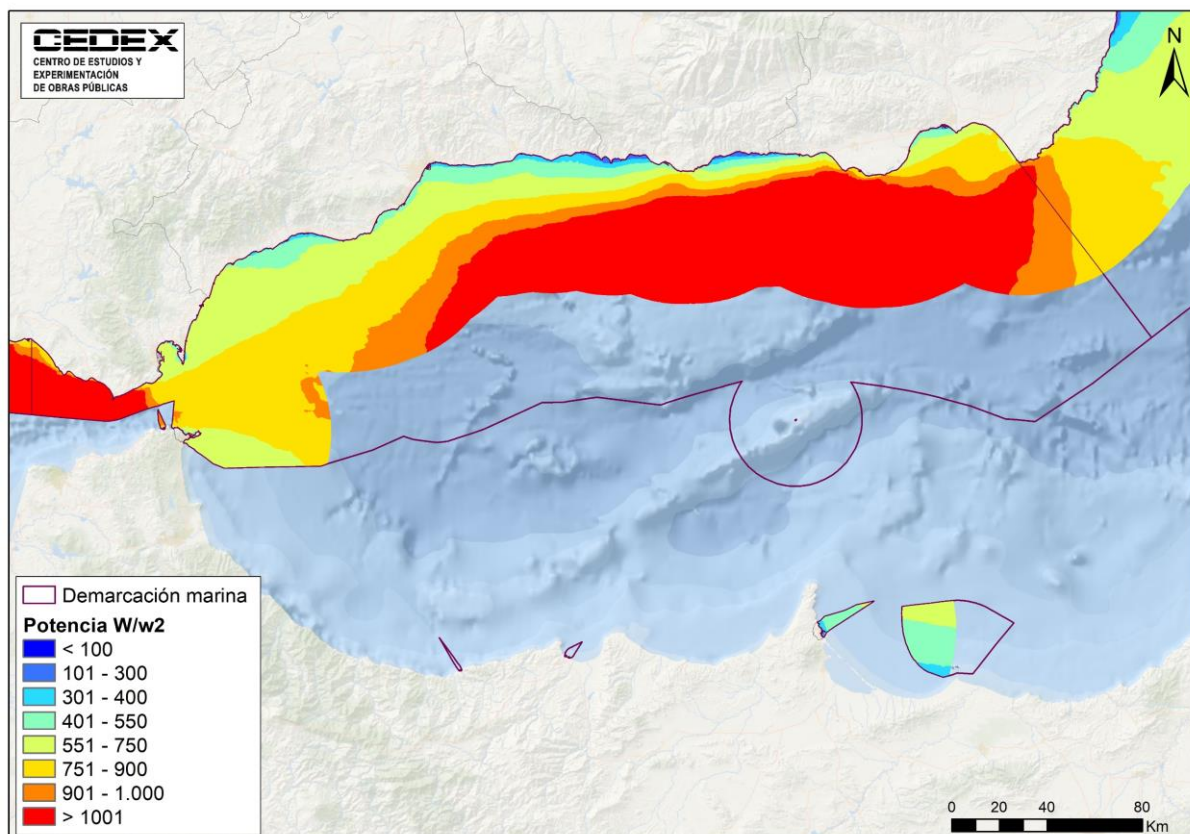 CEDEX
CENTRO DE ESTUDIOS Y
EXPERIMENTACIÓN
DE OBRAS PÚBLICAS
N
Demarcación marina
Potencia W/w2
< 100
101 - 300
301 - 400
401 - 550
551 - 750
751 - 900
901 - 1.000
> 1001
0 20 40 80
Km